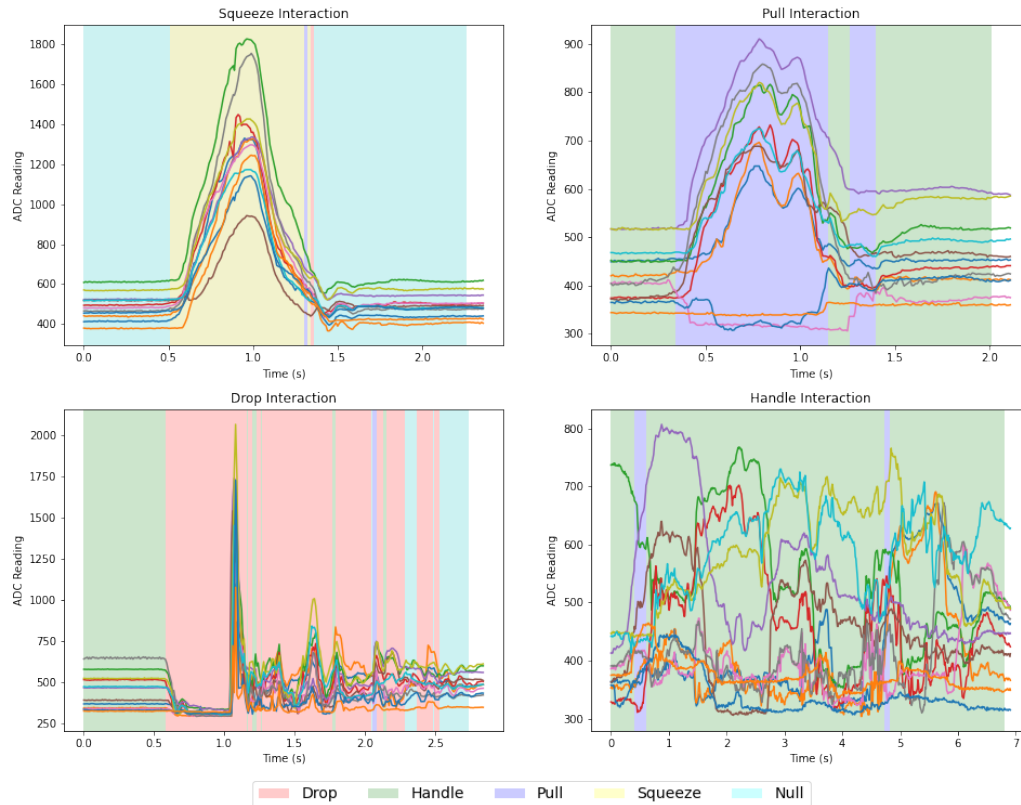 Squeeze Interaction
1800
1600
1400
1200
1000
800
600
400
ADC Reading
0.0 0.5 1.0 1.5 2.0
Time (s)
Pull Interaction
900
800
700
600
500
400
300
ADC Reading
0.0 0.5 1.0 1.5 2.0
Time (s)
Drop Interaction
2000
1750
1500
1250
1000
750
500
250
ADC Reading
0.0 0.5 1.0 1.5 2.0 2.5
Time (s)
Handle Interaction
800
700
600
500
400
300
ADC Reading
0 1 2 3 4 5 6 7
Time (s)
Drop Handle Pull Squeeze Null